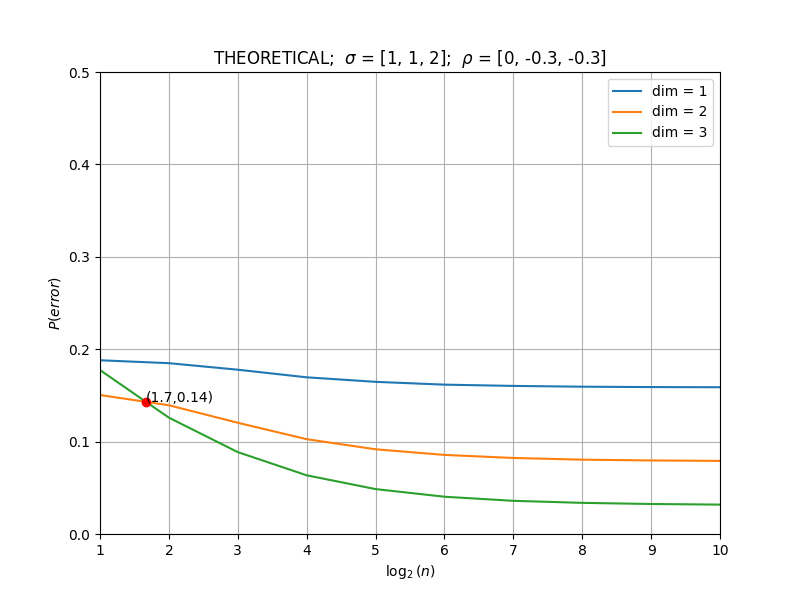 THEORETICAL; σ = [1, 1, 2]; ρ = [0, -0.3, -0.3]
0.5
0.4
0.3
0.2
0.1
0.0
P(error)
dim = 1
dim = 2
dim = 3
(1.7,0.14)
1 2 3 4 5 6 7 8 9 10
log₂(n)